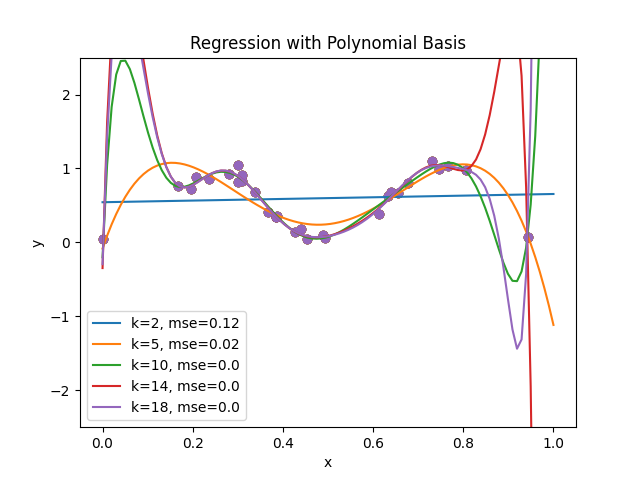 Regression with Polynomial Basis
2
1
0
−1
−2
y
k=2, mse=0.12
k=5, mse=0.02
k=10, mse=0.0
k=14, mse=0.0
k=18, mse=0.0
0.0 0.2 0.4 0.6 0.8 1.0
x